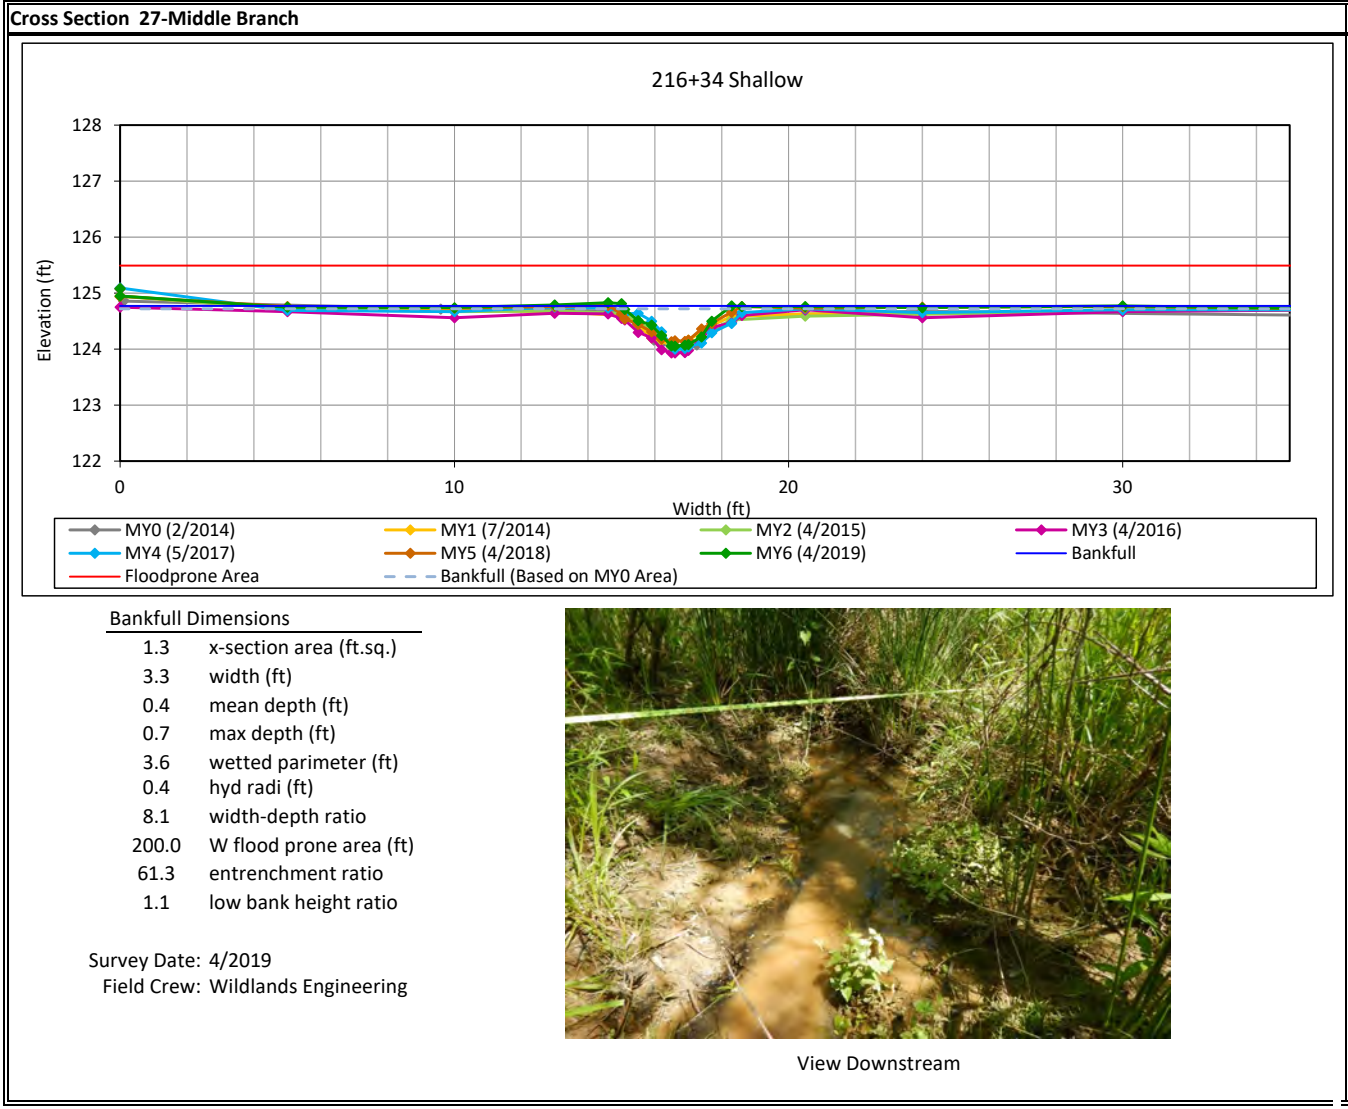 Cross Section 27-Middle Branch
216+34 Shallow
128
127
126
125
124
123
122
Elevation (ft)
0 10 20 30
Width (ft)
MY0 (2/2014) MY1 (7/2014) MY2 (4/2015) MY3 (4/2016)
MY4 (5/2017) MY5 (4/2018) MY6 (4/2019) Bankfull
Floodprone Area Bankfull (Based on MY0 Area)
Bankfull Dimensions
1.3 x-section area (ft.sq.)
3.3 width (ft)
0.4 mean depth (ft)
0.7 max depth (ft)
3.6 wetted parimeter (ft)
0.4 hyd radi (ft)
8.1 width-depth ratio
200.0 W flood prone area (ft)
61.3 entrenchment ratio
1.1 low bank height ratio
Survey Date: 4/2019
Field Crew: Wildlands Engineering
View Downstream